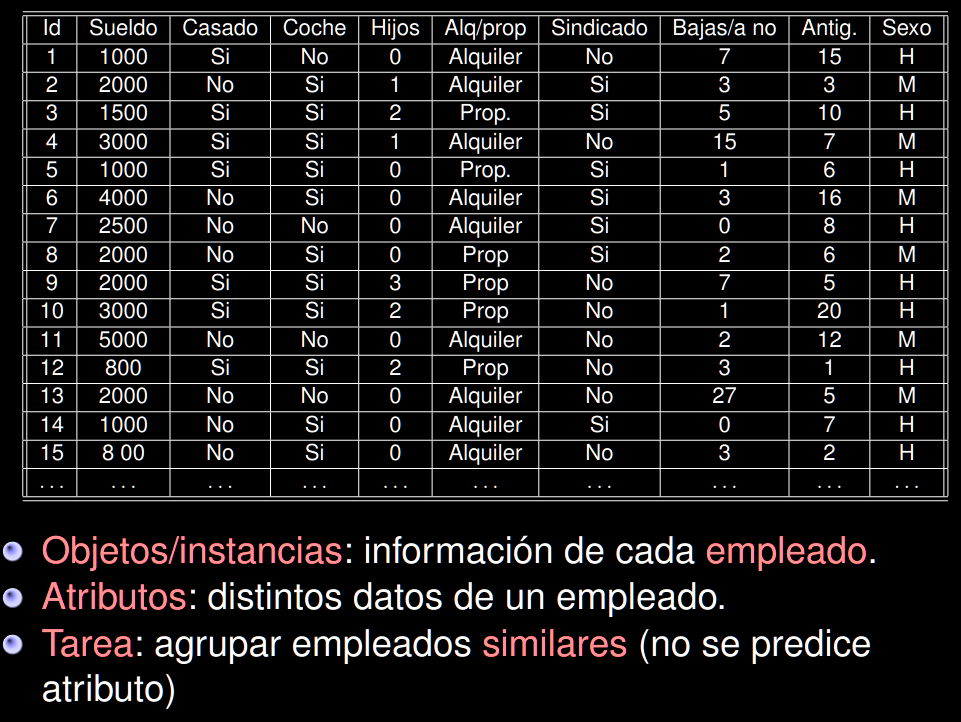 Id Sueldo Casado Coche Hijos Alq/prop Sindicado Bajas/a no Antig. Sexo
1 1000 Si No 0 Alquiler No 7 15 H
2 2000 No Si 1 Alquiler Si 3 3 M
3 1500 Si Si 2 Prop. Si 5 10 H
4 3000 Si Si 1 Alquiler No 15 7 M
5 1000 Si Si 0 Prop. Si 1 6 H
6 4000 No Si 0 Alquiler Si 3 16 M
7 2500 No No 0 Alquiler Si 0 8 H
8 2000 No Si 0 Prop Si 2 6 M
9 2000 Si Si 3 Prop No 7 5 H
10 3000 Si Si 2 Prop No 1 20 H
11 5000 No No 0 Alquiler No 2 12 M
12 800 Si Si 2 Prop No 3 1 H
13 2000 No No 0 Alquiler No 27 5 M
14 1000 No Si 0 Alquiler Si 0 7 H
15 8 00 No Si 0 Alquiler No 3 2 H
... ... ... ... ... ... ... ... ... ...
Objetos/instancias: información de cada empleado.
Atributos: distintos datos de un empleado.
Tarea: agrupar empleados similares (no se predice
atributo)